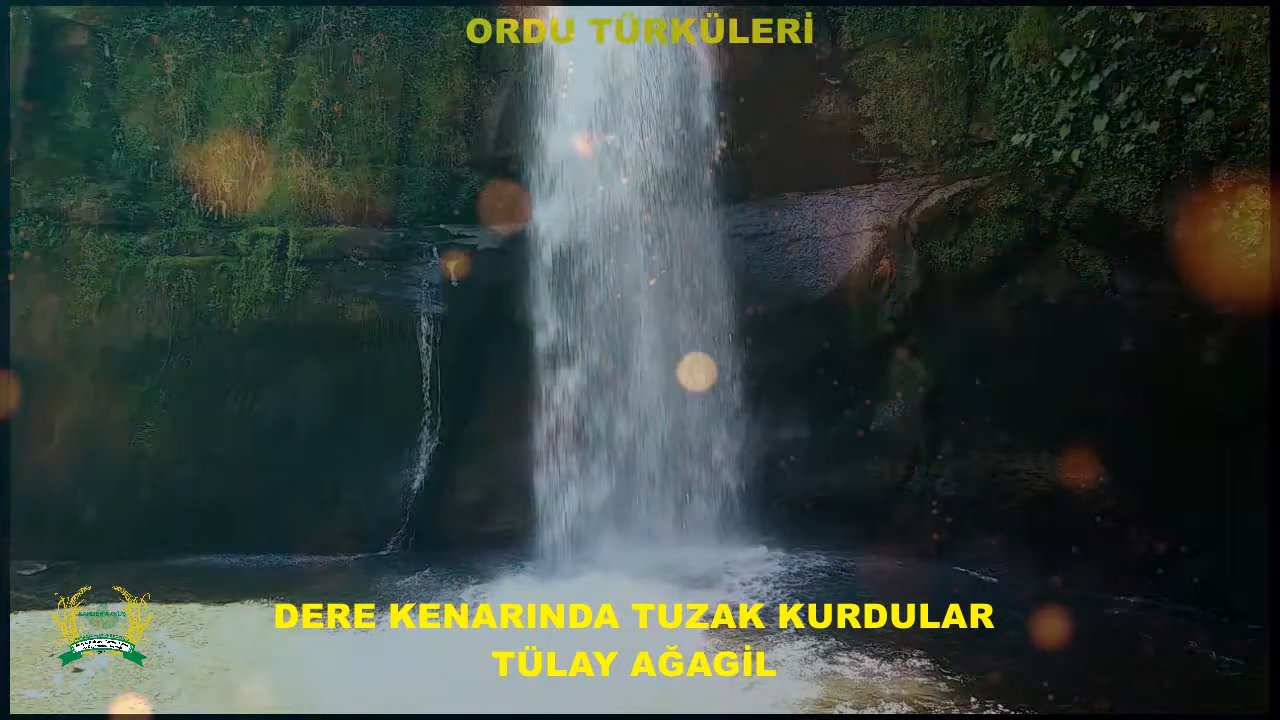 ORDU TÜRKÜLERİ
DERE KENARINDA TUZAK KURDULAR
TÜLAY AĞAGİL